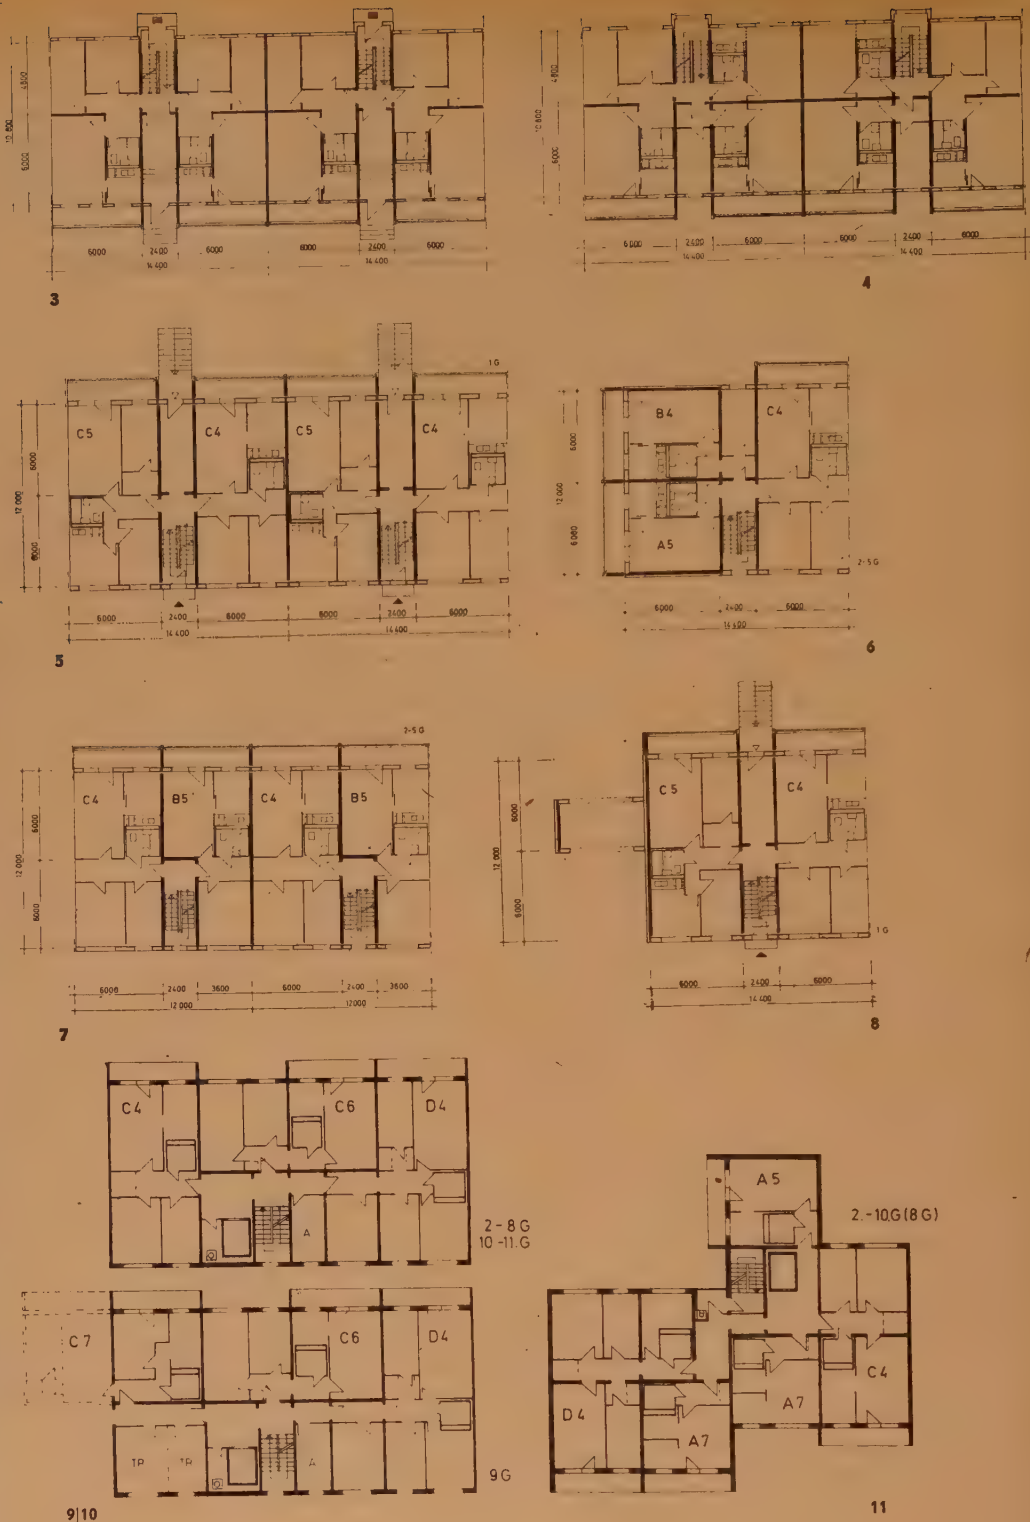 4800
10 800
6000
6000 2400 6000 6000 2400 6000
14 400 14 400
3
4800
10 800
6000
6000 2400 6000 6000 2400 6000
14 400 14 400
4
1G
C5 C4 C5 C4
6000
12 000
6000
6000 2400 6000 6000 2400 6000
14 400 14 400
5
B4 C4
6000
12 000
6000
A5
2-5G
6000 2400 6000
14 400
6
2-5 G
C4 B5 C4 B5
6000
12 000
6000
6000 2400 3600 6000 2400 3600
12 000 12 000
7
C5 C4
6000
12 000
6000
1G
6000 2400 6000
14 400
8
C4 C6 D4
A
2-8 G
10-11.G
C7 C6 D4
TR TR A
9G
9|10
A5
2.-10.G (8G)
C4
D4 A7
A7
11